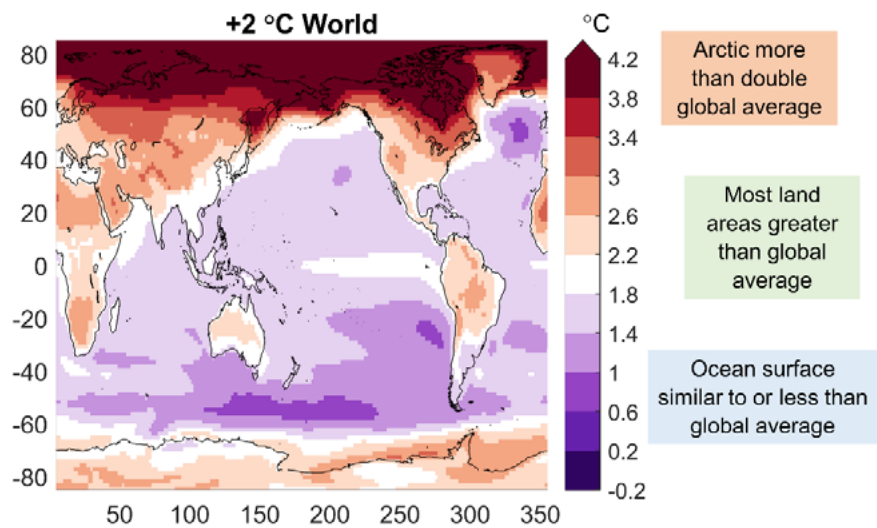 +2 °C World
°C
80
60
40
20
0
-20
-40
-60
-80
50
100
150
200
250
300
350
4.2
3.8
3.4
3
2.6
2.2
1.8
1.4
1
0.6
0.2
-0.2
Arctic more
than double
global average
Most land
areas greater
than global
average
Ocean surface
similar to or less than
global average